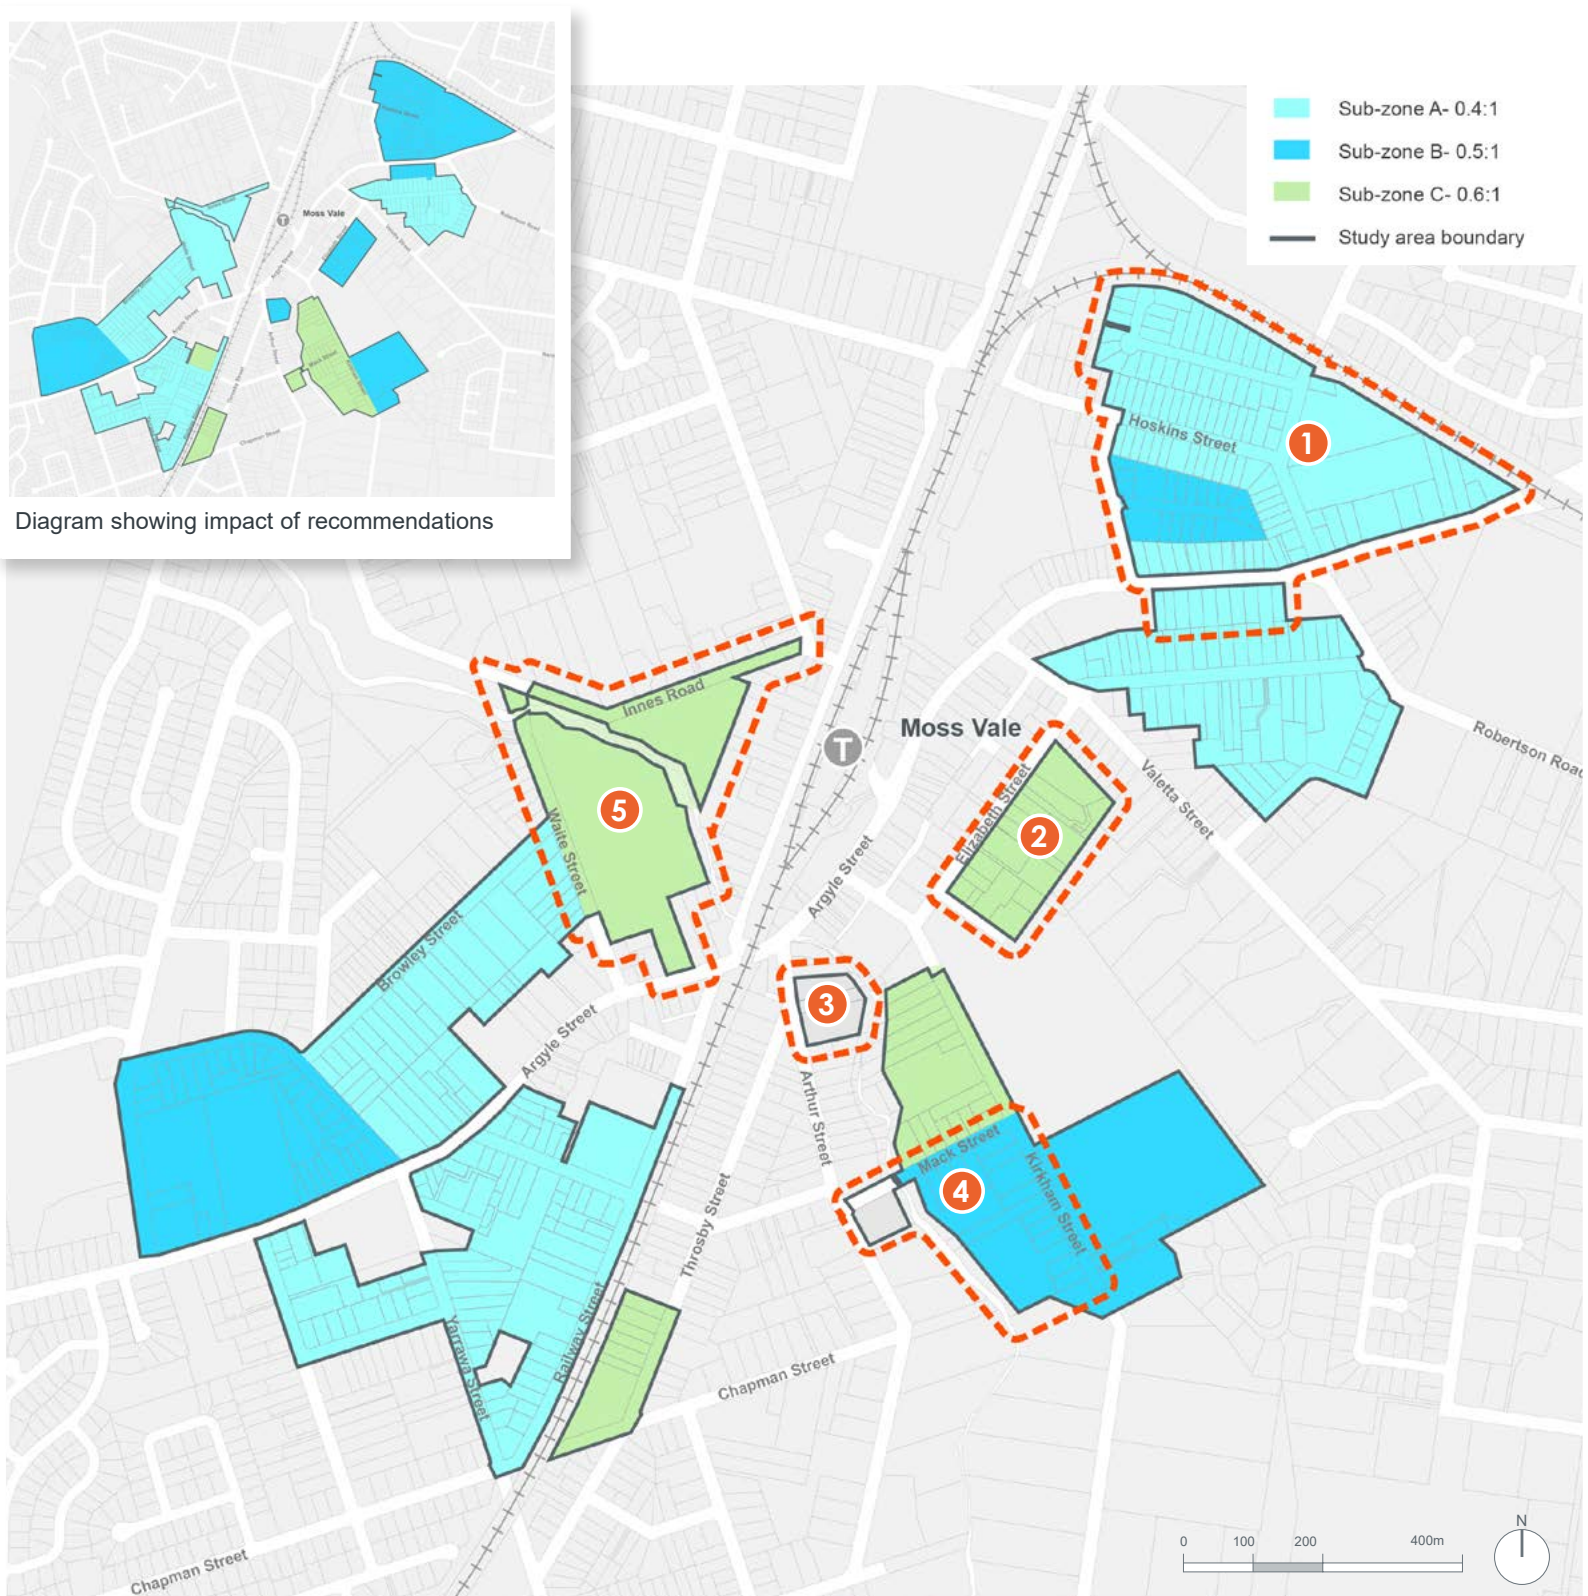 Moss Vale
T
Diagram showing impact of recommendations
Sub-zone A- 0.4:1
Sub-zone B- 0.5:1
Sub-zone C- 0.6:1
Study area boundary
Hoskins Street
1
Innes Road
Moss Vale
T
Robertson Road
Valetta Street
Elizabeth Street
2
5
Waite Street
Argyle Street
Browley Street
3
Argyle Street
Arthur Street
Mack Street
Kirkham Street
4
Throsby Street
Railway Street
Yarrawa Street
Chapman Street
Chapman Street
0 100 200 400m
N